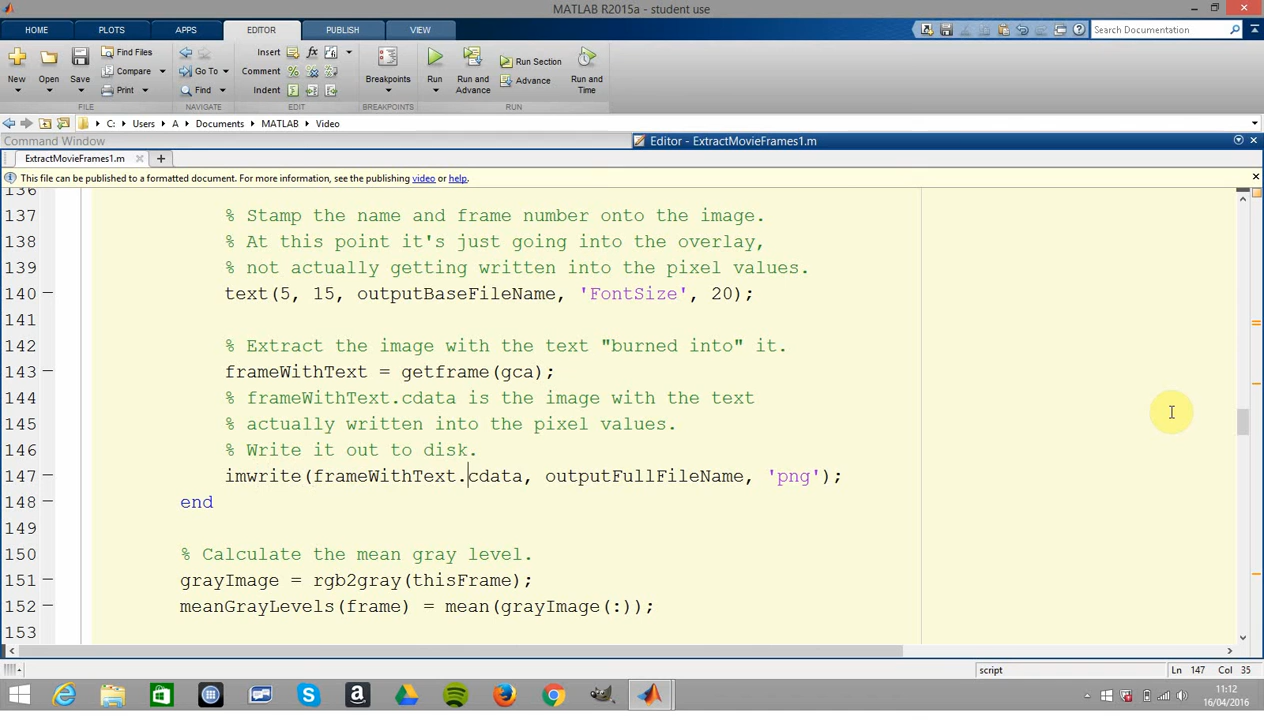 MATLAB R2015a - student use
HOME PLOTS APPS EDITOR PUBLISH VIEW Search Documentation
New Open Save Find Files Compare Print
Go To Find
Insert Comment Indent
Breakpoints
Run Run and Advance Run Section Advance Run and Time
FILE NAVIGATE EDIT BREAKPOINTS RUN
C: Users A Documents MATLAB Video
Command Window
Editor - ExtractMovieFrames1.m
ExtractMovieFrames1.m
This file can be published to a formatted document. For more information, see the publishing video or help.
136
137 % Stamp the name and frame number onto the image.
138 % At this point it's just going into the overlay,
139 % not actually getting written into the pixel values.
140 text(5, 15, outputBaseFileName, 'FontSize', 20);
141
142 % Extract the image with the text "burned into" it.
143 frameWithText = getframe(gca);
144 % frameWithText.cdata is the image with the text
145 % actually written into the pixel values.
146 % Write it out to disk.
147 imwrite(frameWithText.cdata, outputFullFileName, 'png');
148 end
149
150 % Calculate the mean gray level.
151 grayImage = rgb2gray(thisFrame);
152 meanGrayLevels(frame) = mean(grayImage(:));
153
script Ln 147 Col 35
11:12
16/04/2016